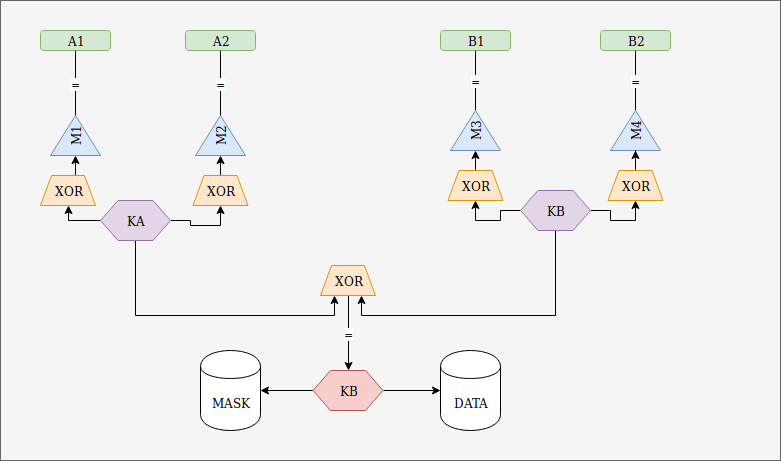 A1
A2
B1
B2
=
=
=
=
M1
M2
M3
M4
XOR
XOR
XOR
XOR
KA
KB
XOR
=
MASK
KB
DATA